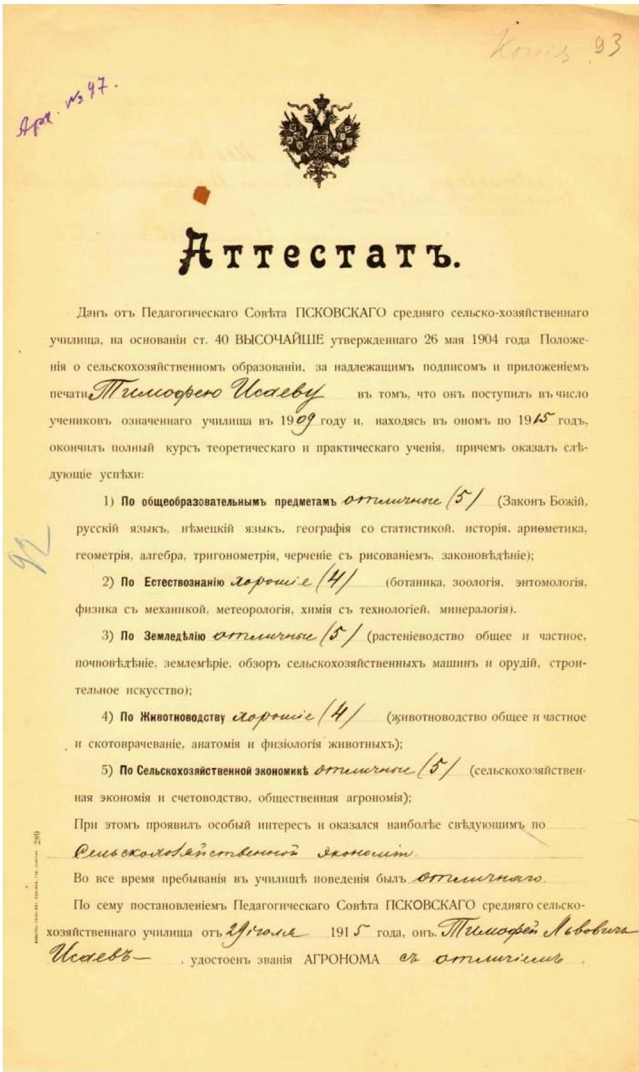 Копія 93
Арх. № 97.
Аттестатъ.
Данъ отъ Педагогическаго Совѣта ПСКОВСКАГО средняго сельско-хозяйственнаго
училища, на основаніи ст. 40 ВЫСОЧАЙШЕ утвержденнаго 26 мая 1904 года Положе-
нія о сельскохозяйственномъ образованіи, за надлежащимъ подписомъ и приложеніемъ
печати Тимофею Исаеву въ томъ, что онъ поступилъ въ число
учениковъ означеннаго училища въ 1909 году и, находясь въ ономъ по 1915 годъ,
окончилъ полный курсъ теоретическаго и практическаго ученія, причемъ оказалъ слѣ-
дующіе успѣхи:
1) По общеобразовательнымъ предметамъ отличные (5) (Законъ Божій,
русскій языкъ, нѣмецкій языкъ, географія со статистикой, исторія, ариѳметика,
геометрія, алгебра, тригонометрія, черченіе съ рисованіемъ, законовѣдѣніе);
92
2) По Естествознанію хорошіе (4) (ботаника, зоологія, энтомологія,
физика съ механикой, метеорологія, химія съ технологіей, минералогія).
3) По Земледѣлію отличные (5) (растеніеводство общее и частное,
почвовѣдѣніе, землемѣріе, обзоръ сельскохозяйственныхъ машинъ и орудій, строи-
тельное искусство);
4) По Животноводству хорошіе (4) (животноводство общее и частное
и скотоврачеваніе, анатомія и физіологія животныхъ);
5) По Сельскохозяйственной экономикѣ отличные (5) (сельскохозяйствен-
ная экономія и счетоводство, общественная агрономія);
При этомъ проявилъ особый интересъ и оказался наиболѣе свѣдующимъ по
Сельскохозяйственной экономіи.
Во все время пребыванія въ училищѣ поведенія былъ отличнаго.
По сему постановленіемъ Педагогическаго Совѣта ПСКОВСКАГО средняго сельско-
хозяйственнаго училища отъ 29 іюля 1915 года, онъ, Тимофей Львовичъ
Исаевъ — , удостоенъ званія АГРОНОМА съ отличіемъ.
289